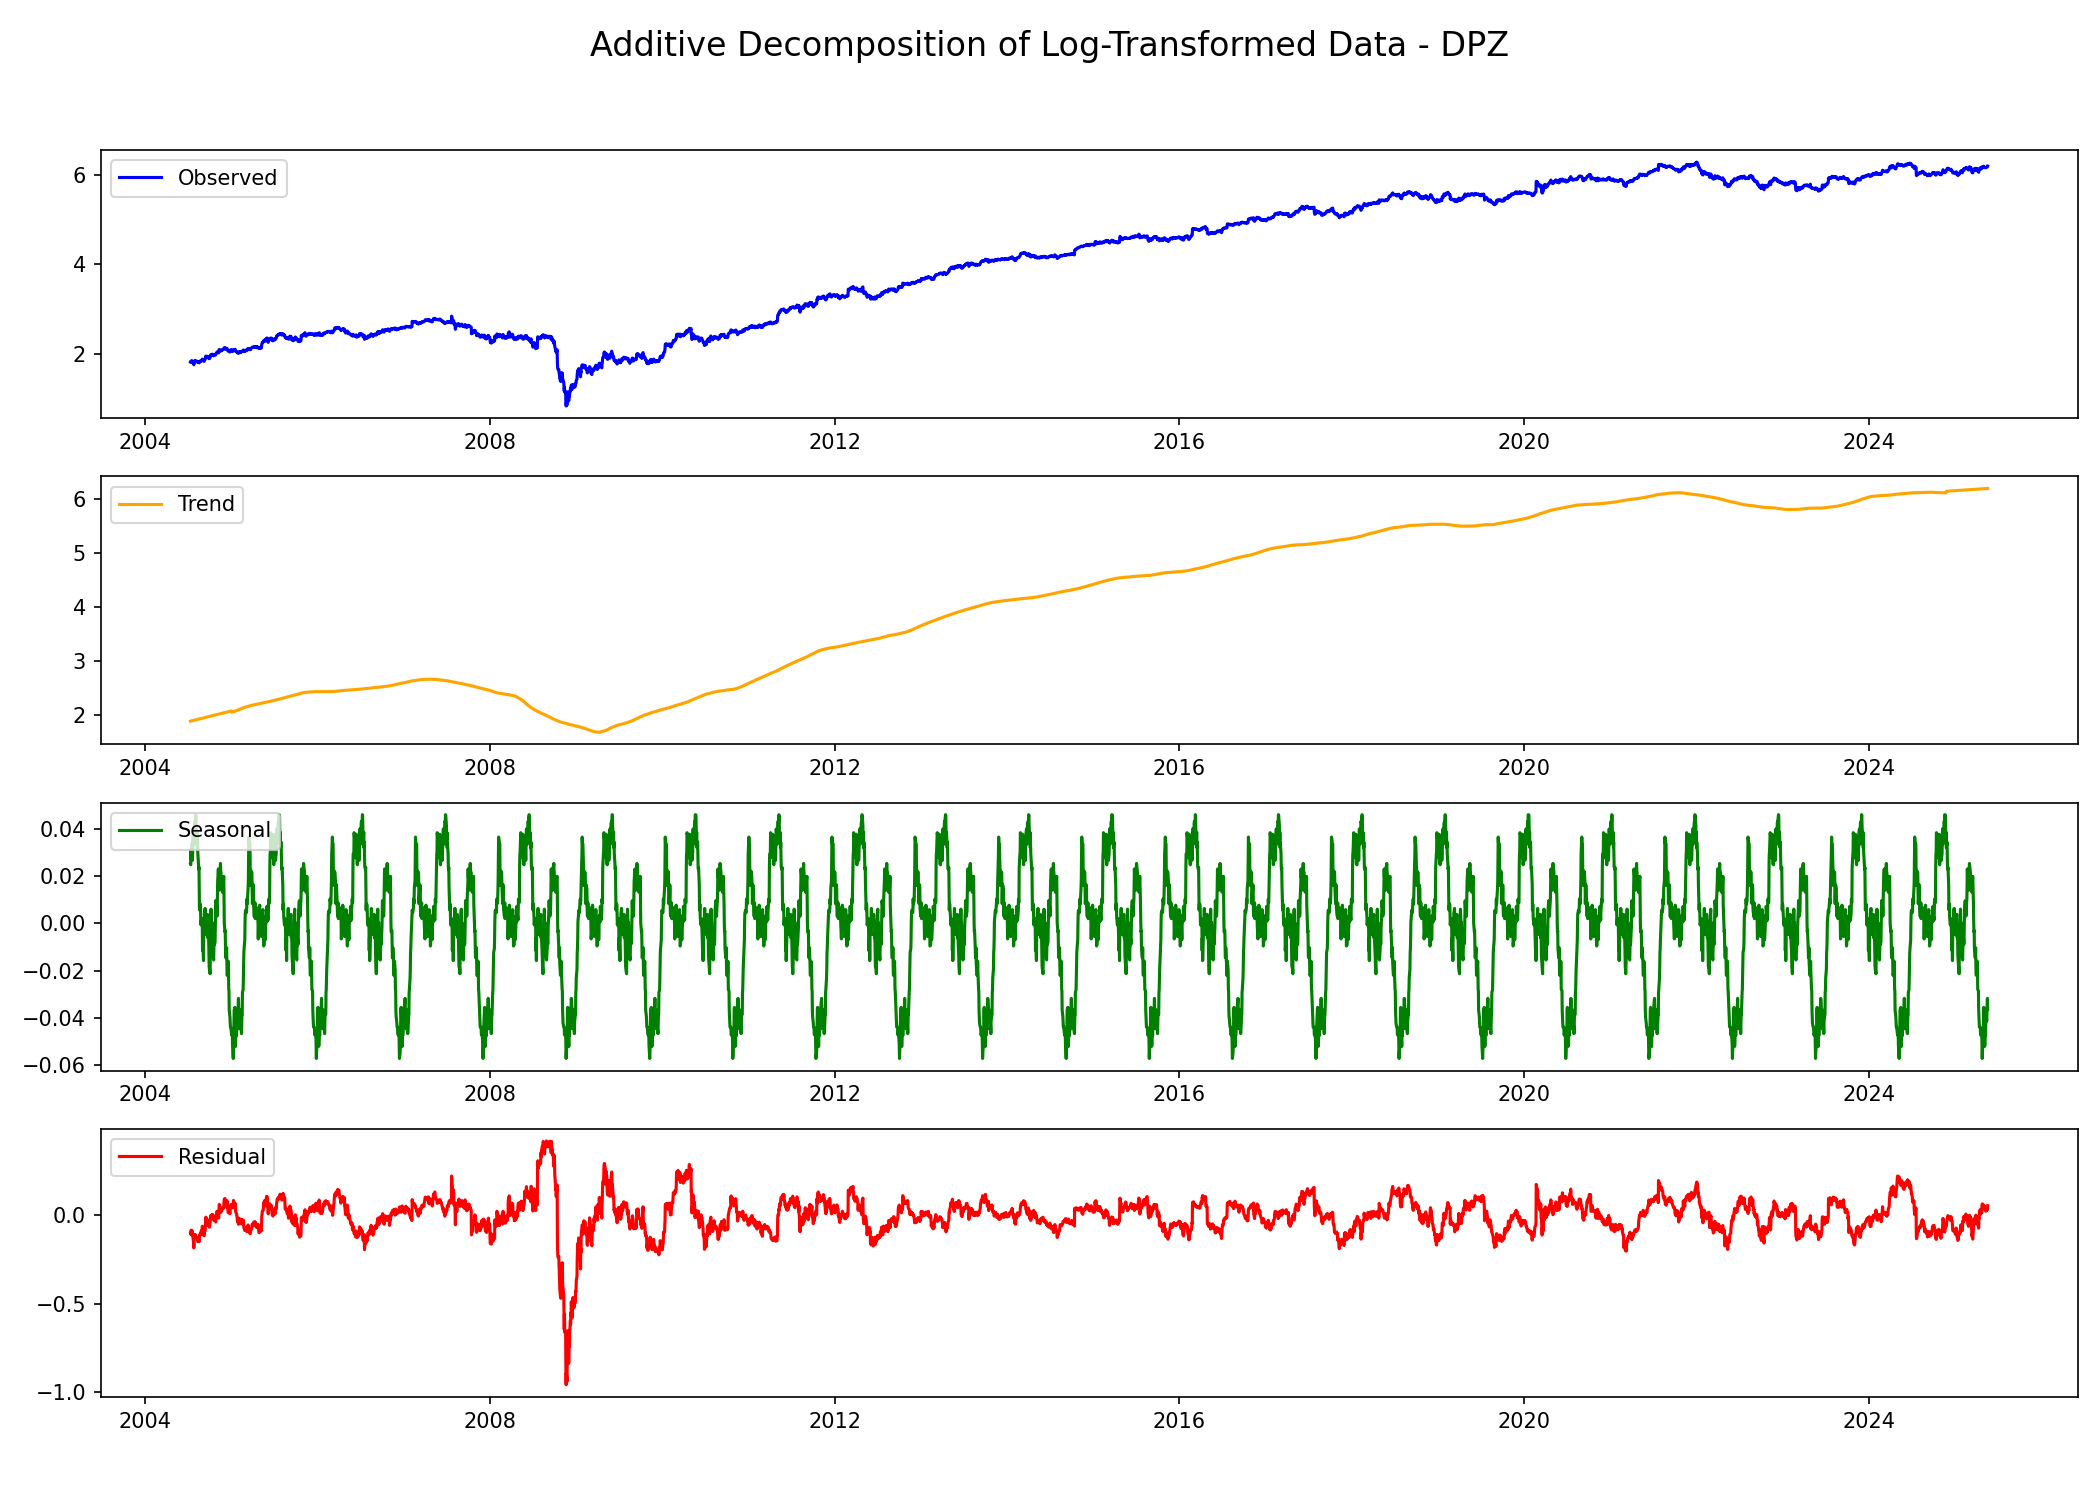 Additive Decomposition of Log-Transformed Data - DPZ
Observed
6
4
2
2004 2008 2012 2016 2020 2024
Trend
6
5
4
3
2
2004 2008 2012 2016 2020 2024
Seasonal
0.04
0.02
0.00
−0.02
−0.04
−0.06
2004 2008 2012 2016 2020 2024
Residual
0.0
−0.5
−1.0
2004 2008 2012 2016 2020 2024